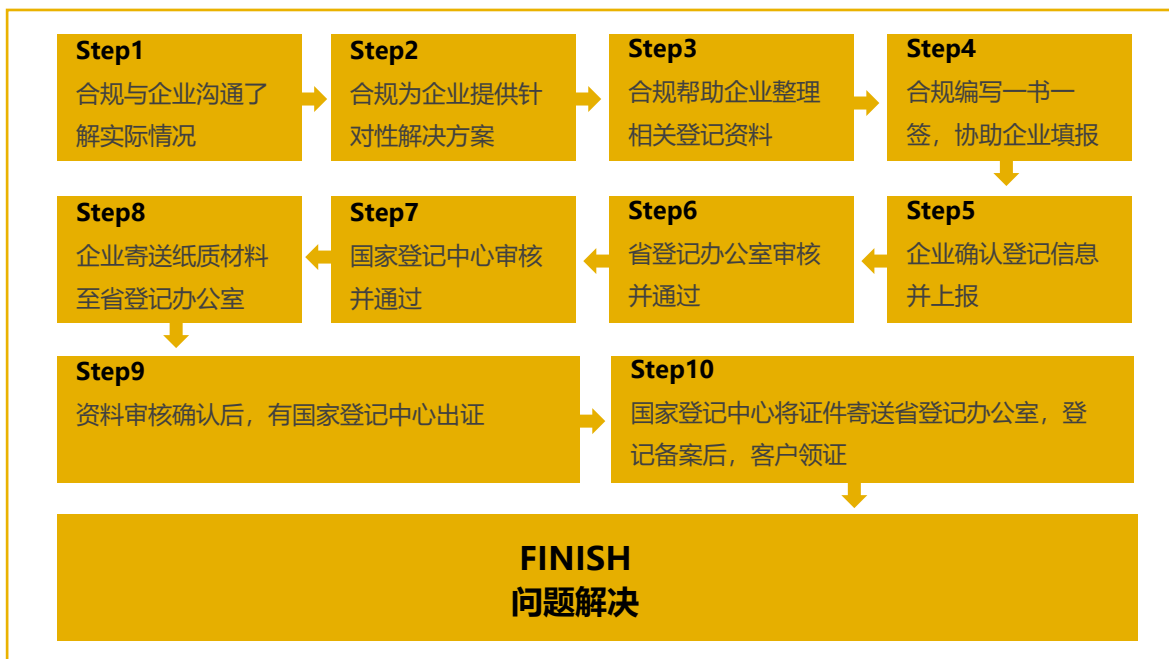 Step1
合规与企业沟通了
解实际情况
Step2
合规为企业提供针
对性解决方案
Step3
合规帮助企业整理
相关登记资料
Step4
合规编写一书一
签，协助企业填报
Step5
企业确认登记信息
并上报
Step6
省登记办公室审核
并通过
Step7
国家登记中心审核
并通过
Step8
企业寄送纸质材料
至省登记办公室
Step9
资料审核确认后，有国家登记中心出证
Step10
国家登记中心将证件寄送省登记办公室，登
记备案后，客户领证
FINISH
问题解决